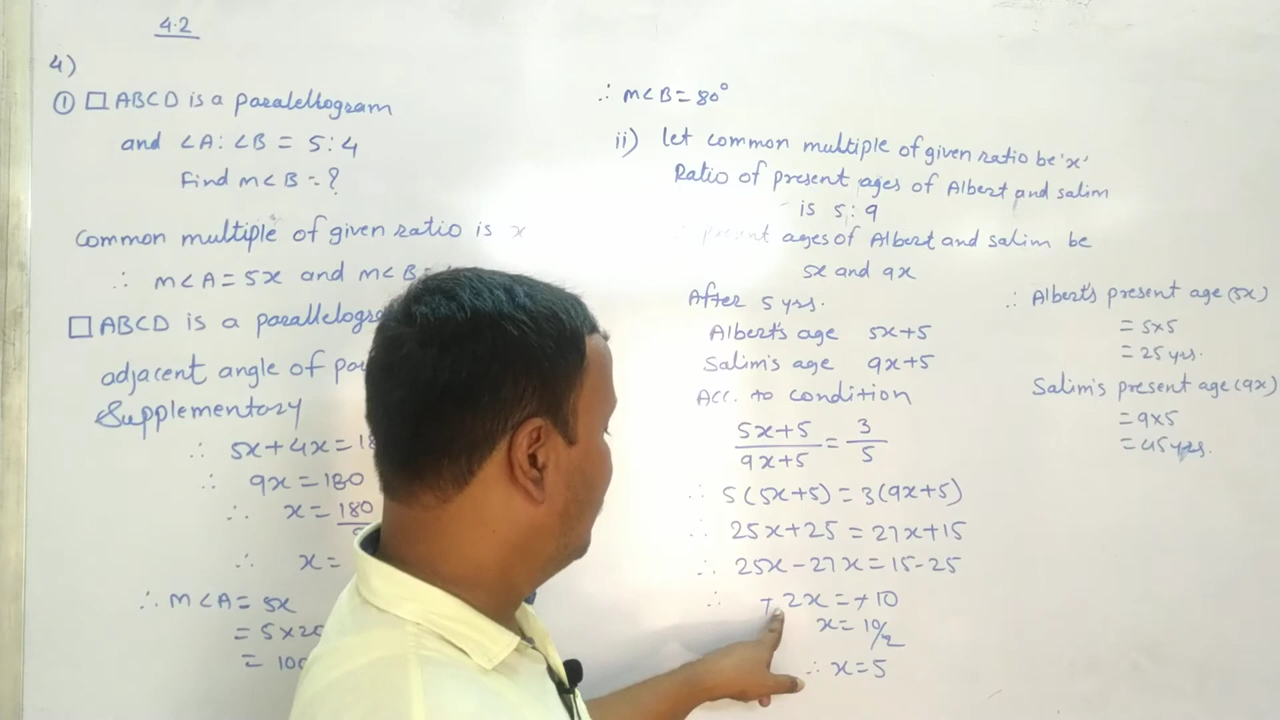 4.2
4)
① □ ABCD is a parallellogram
and ∠A : ∠B = 5 : 4
Find m∠B = ?
Common multiple of given ratio is x
∴ m∠A = 5x and m∠B =
□ ABCD is a parallelogra
adjacent angle of pa
Supplementary
∴ 5x + 4x = 18
∴ 9x = 180
∴ x = 180
∴ x =
∴ m∠A = 5x
= 5 × 20
= 100
∴ m∠B = 80°
ii) let common multiple of given ratio be 'x'
Ratio of present ages of Albert and salim
is 5 : 9
∴ present ages of Albert and salim be
5x and 9x
After 5 yrs.
Albert's age 5x+5
Salim's age 9x+5
Acc. to condition
5x+5/9x+5 = 3/5
∴ 5(5x+5) = 3(9x+5)
∴ 25x+25 = 27x+15
∴ 25x-27x = 15-25
∴ +2x = +10
x = 10/2
∴ x = 5
∴ Albert's present age (5x)
= 5×5
= 25 yrs.
Salim's present age (9x)
= 9×5
= 45 yrs.